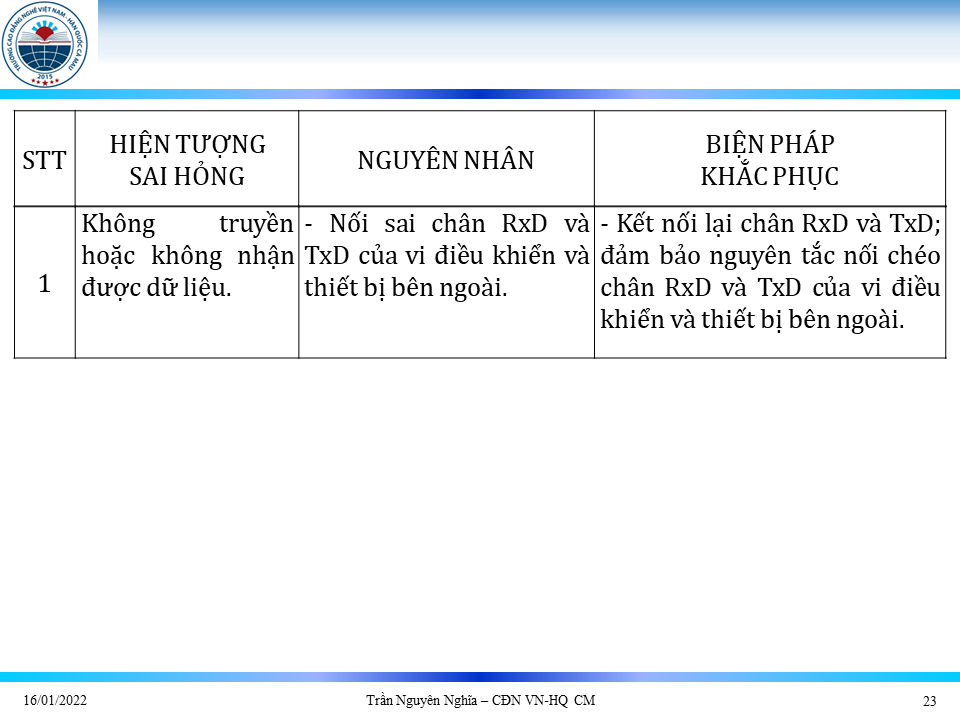 TRƯỜNG CAO ĐẲNG NGHỀ VIỆT NAM - HÀN QUỐC CÀ MAU
2015
STT
HIỆN TƯỢNG
SAI HỎNG
NGUYÊN NHÂN
BIỆN PHÁP
KHẮC PHỤC
1
Không truyền
hoặc không nhận
được dữ liệu.
- Nối sai chân RxD và
TxD của vi điều khiển và
thiết bị bên ngoài.
- Kết nối lại chân RxD và TxD;
đảm bảo nguyên tắc nối chéo
chân RxD và TxD của vi điều
khiển và thiết bị bên ngoài.
16/01/2022
Trần Nguyên Nghĩa – CĐN VN-HQ CM
23